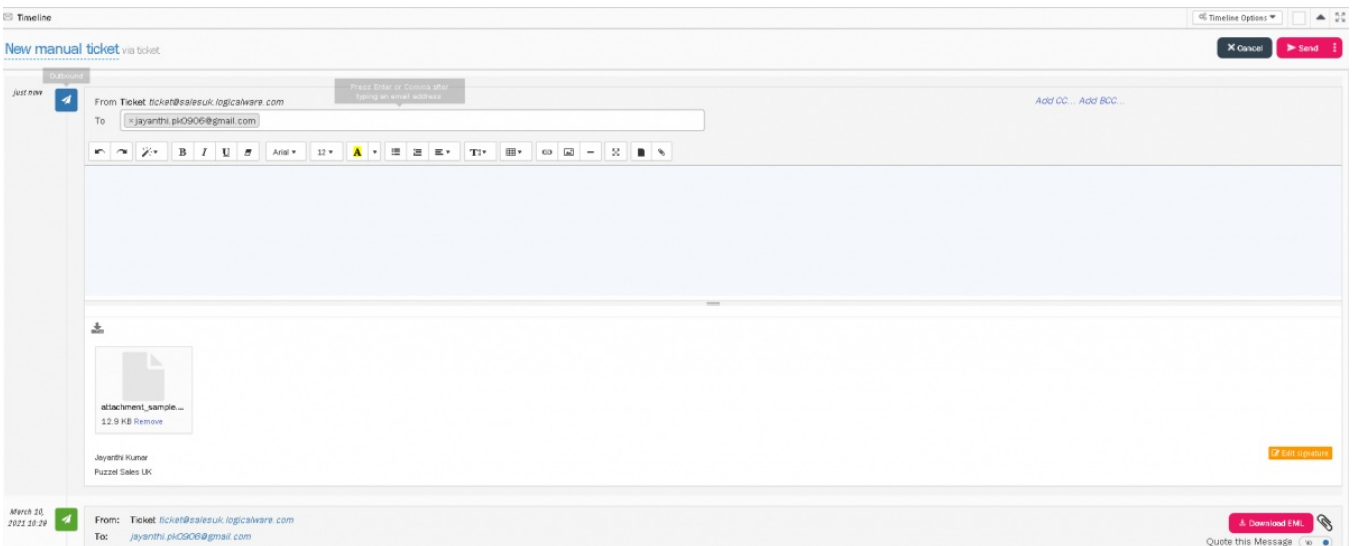 Timeline
Timeline Options
New manual ticket via ticket
Cancel
Send
Outbound
Press Enter or Comma after
typing an email address
just now
From Ticket ticket@salesuk.logicalware.com
Add CC... Add BCC...
To ×jayanthi.pk0906@gmail.com
B I U Arial 12 A T
attachment_sample....
12.9 KB Remove
Jayanthi Kumar
Edit signature
Puzzel Sales UK
March 10,
2021 10:29
From: Ticket ticket@salesuk.logicalware.com
Download EML
To: jayanthi.pk0906@gmail.com
Quote this Message